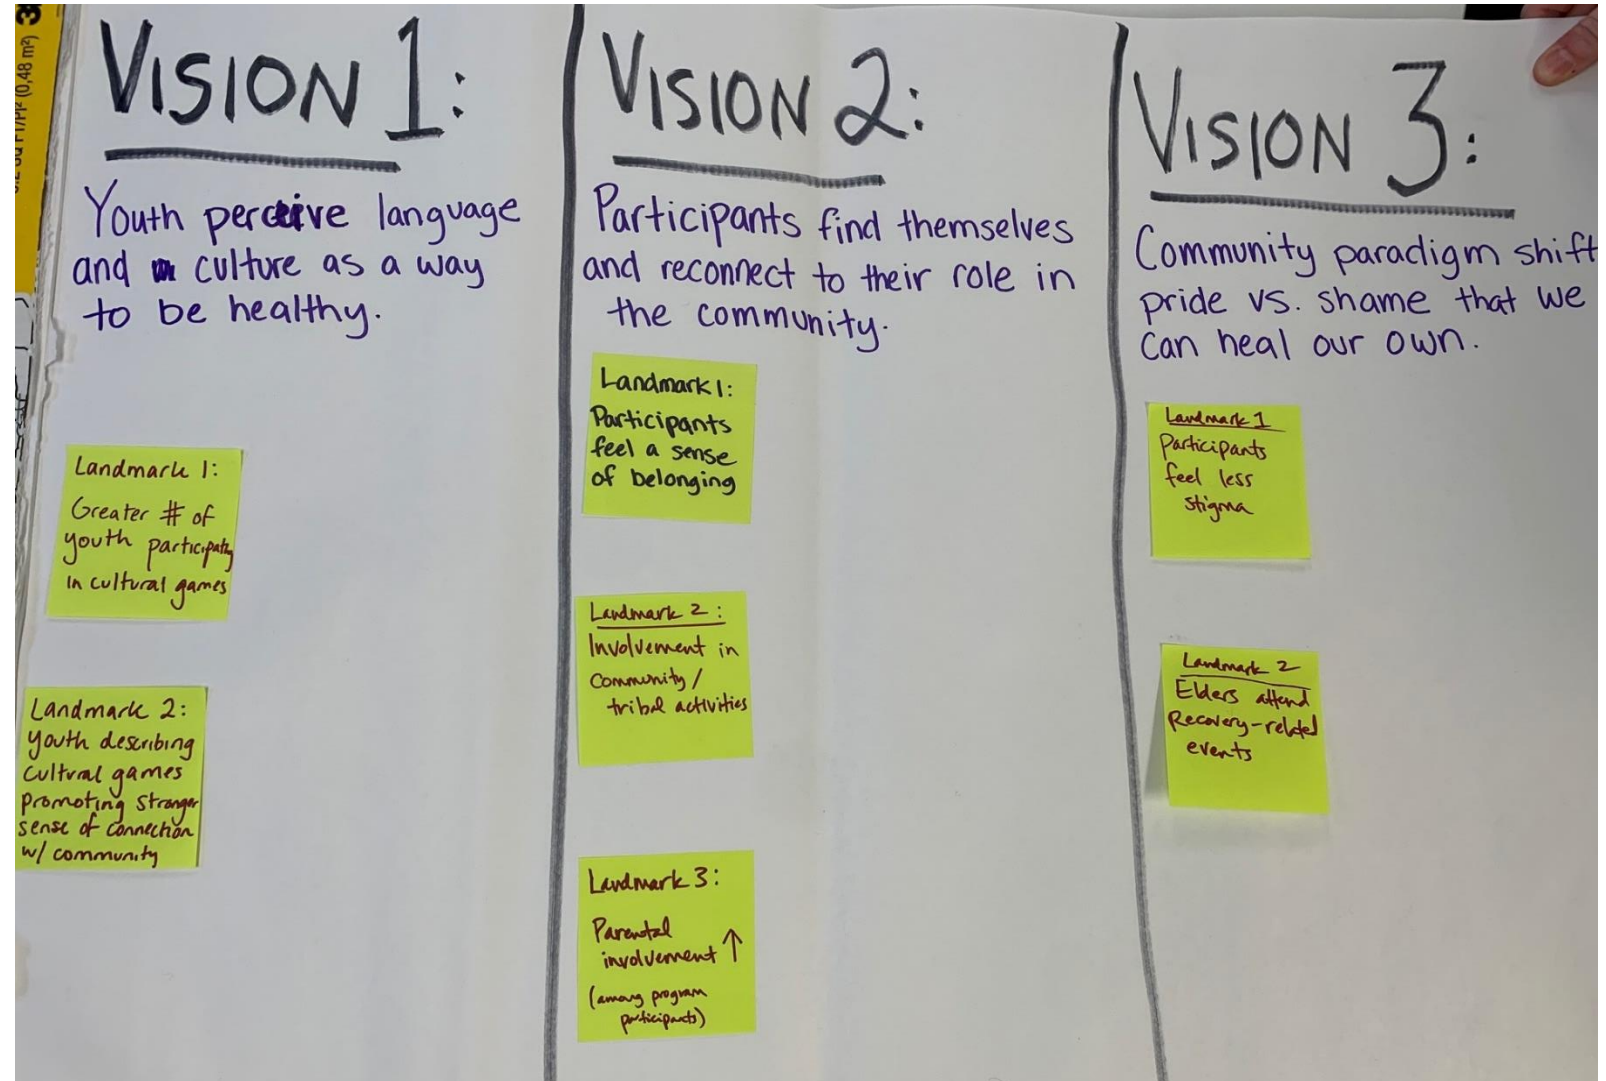 VISION 1:
Youth perceive language
and culture as a way
to be healthy.
Landmark 1:
Greater # of
youth participatg
in cultural games
Landmark 2:
youth describing
cultural games
promoting stronger
sense of connection
w/ community
VISION 2:
Participants find themselves
and reconnect to their role in
the community.
Landmark 1:
Participants
feel a sense
of belonging
Landmark 2:
Involvement in
community/
tribal activities
Landmark 3:
Parental
involvement ↑
(among program
participants)
VISION 3:
Community paradigm shift
pride vs. shame that we
can heal our own.
Landmark 1
participants
feel less
stigma
Landmark 2
Elders attend
Recovery-related
events
(0,48 m²)